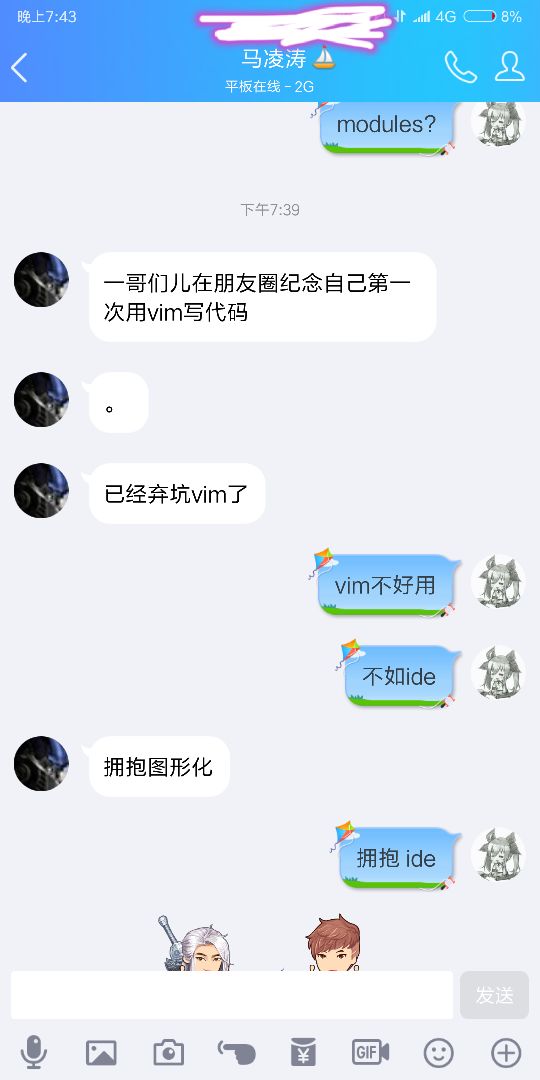 晚上7:43
4G
8%
马凌涛
平板在线 - 2G
modules?
下午7:39
一哥们儿在朋友圈纪念自己第一
次用vim写代码
。
已经弃坑vim了
vim不好用
不如ide
拥抱图形化
拥抱 ide
发送
¥
GIF